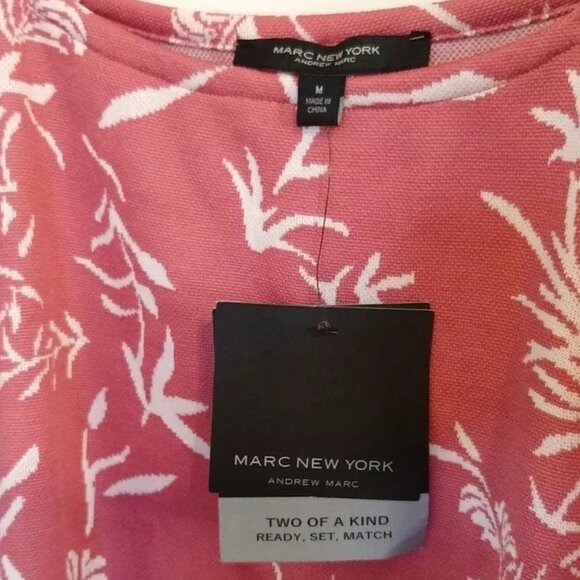 MARC NEW YORK
ANDREW MARC
M
MADE IN
CHINA
MARC NEW YORK
ANDREW MARC
TWO OF A KIND
READY, SET, MATCH